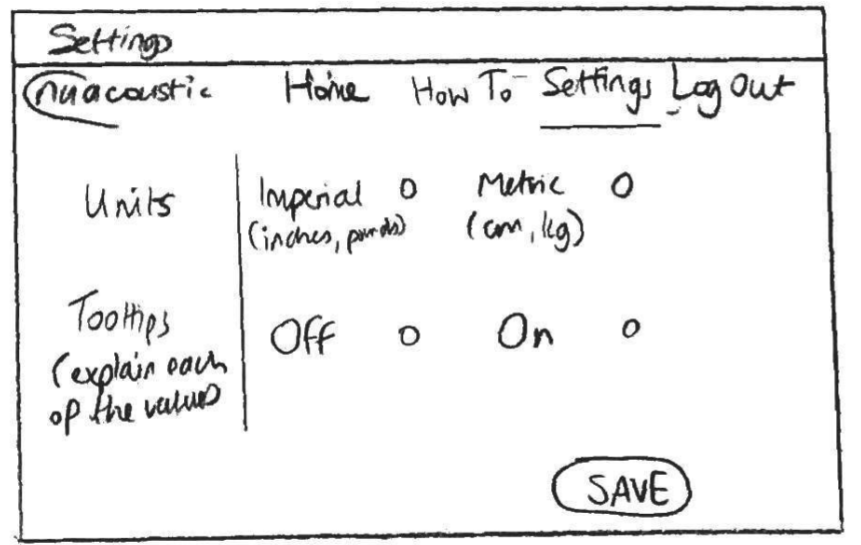 Settings
nuacoustic Home How To Settings Log Out
Units Imperial Metric
(inches, pounds) (cm, kg)
Tooltips Off On
(explain each
of the values
SAVE